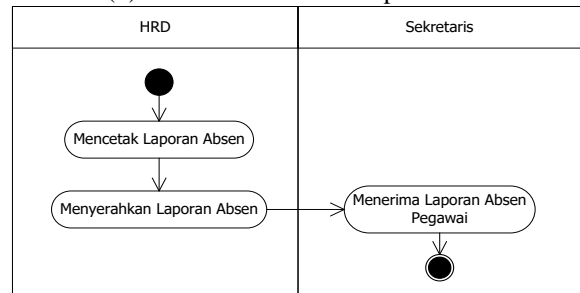 HRD
Sekretaris
Mencetak Laporan Absen
Menyerahkan Laporan Absen
Menerima Laporan Absen
Pegawai